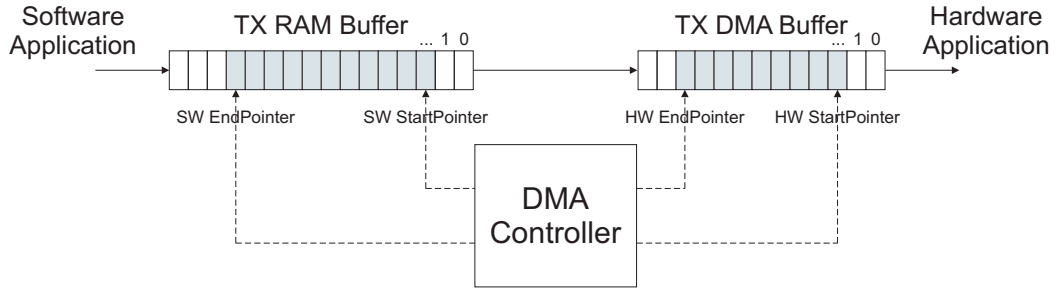 Software
Application
TX RAM Buffer
... 1 0
TX DMA Buffer
... 1 0
Hardware
Application
SW EndPointer
SW StartPointer
HW EndPointer
HW StartPointer
DMA
Controller